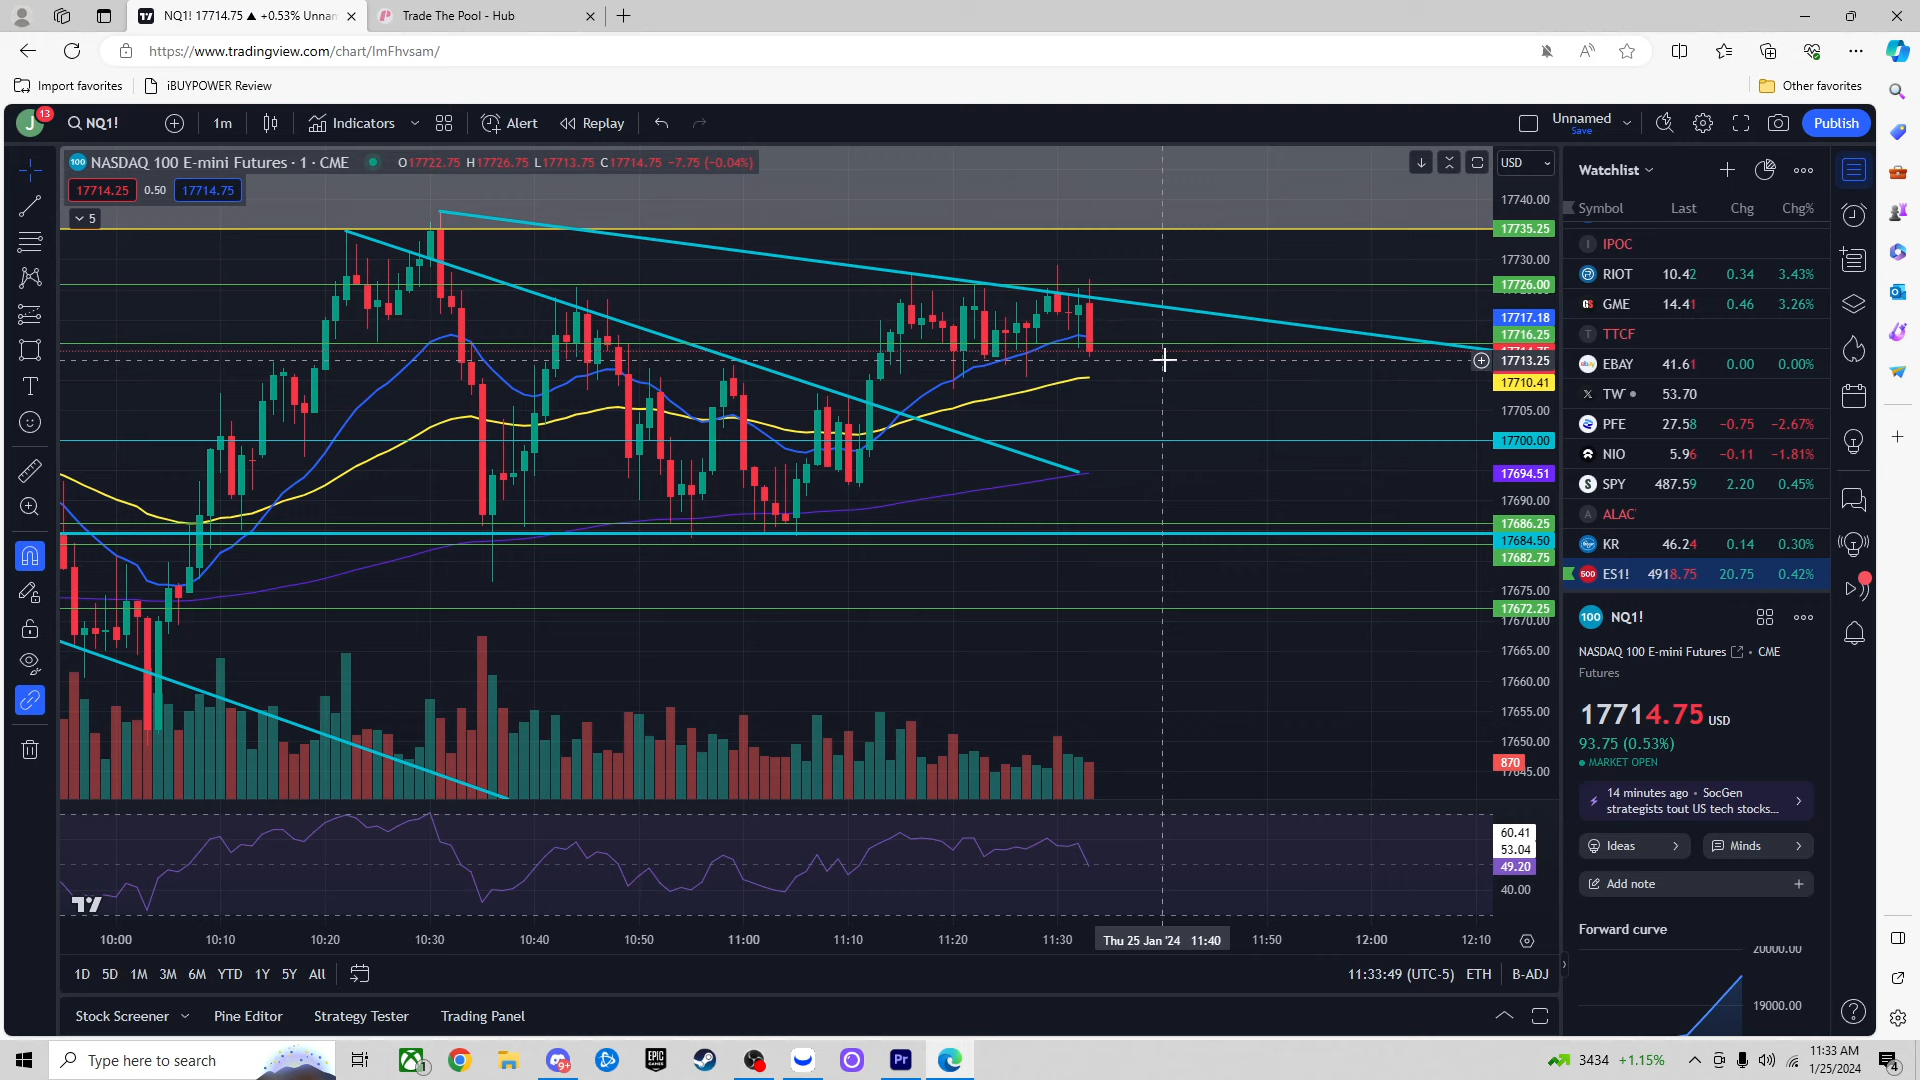 NQ1! 17714.75 ▲ +0.53% Unnan
Trade The Pool - Hub
https://www.tradingview.com/chart/lmFhvsam/
Import favorites
iBUYPOWER Review
Other favorites
J
13
NQ1!
1m
Indicators
Alert
Replay
Unnamed
Save
Publish
100 NASDAQ 100 E-mini Futures · 1 · CME
O17722.75 H17726.75 L17713.75 C17714.75 -7.75 (-0.04%)
17714.25
0.50
17714.75
5
USD
17740.00
17735.25
17730.00
17726.00
17717.18
17716.25
17713.25
17710.41
17705.00
17700.00
17694.51
17690.00
17686.25
17684.50
17682.75
17675.00
17672.25
17670.00
17665.00
17660.00
17655.00
17650.00
870
17645.00
60.41
53.04
49.20
40.00
10:00
10:10
10:20
10:30
10:40
10:50
11:00
11:10
11:20
11:30
Thu 25 Jan '24 11:40
11:50
12:00
12:10
1D 5D 1M 3M 6M YTD 1Y 5Y All
11:33:49 (UTC-5) ETH B-ADJ
Stock Screener
Pine Editor
Strategy Tester
Trading Panel
Watchlist
Symbol Last Chg Chg%
I IPOC
RIOT 10.42 0.34 3.43%
GME 14.41 0.46 3.26%
T TTCF
EBAY 41.61 0.00 0.00%
TW 53.70
PFE 27.58 -0.75 -2.67%
NIO 5.96 -0.11 -1.81%
S SPY 487.59 2.20 0.45%
A ALAC
KR 46.24 0.14 0.30%
500 ES1! 4918.75 20.75 0.42%
100 NQ1!
NASDAQ 100 E-mini Futures · CME
Futures
17714.75 USD
93.75 (0.53%)
MARKET OPEN
14 minutes ago · SocGen
strategists tout US tech stocks...
Ideas
Minds
Add note
Forward curve
20000.00
19000.00
Type here to search
1
9+
Pr
3434 +1.15%
11:33 AM
1/25/2024
4